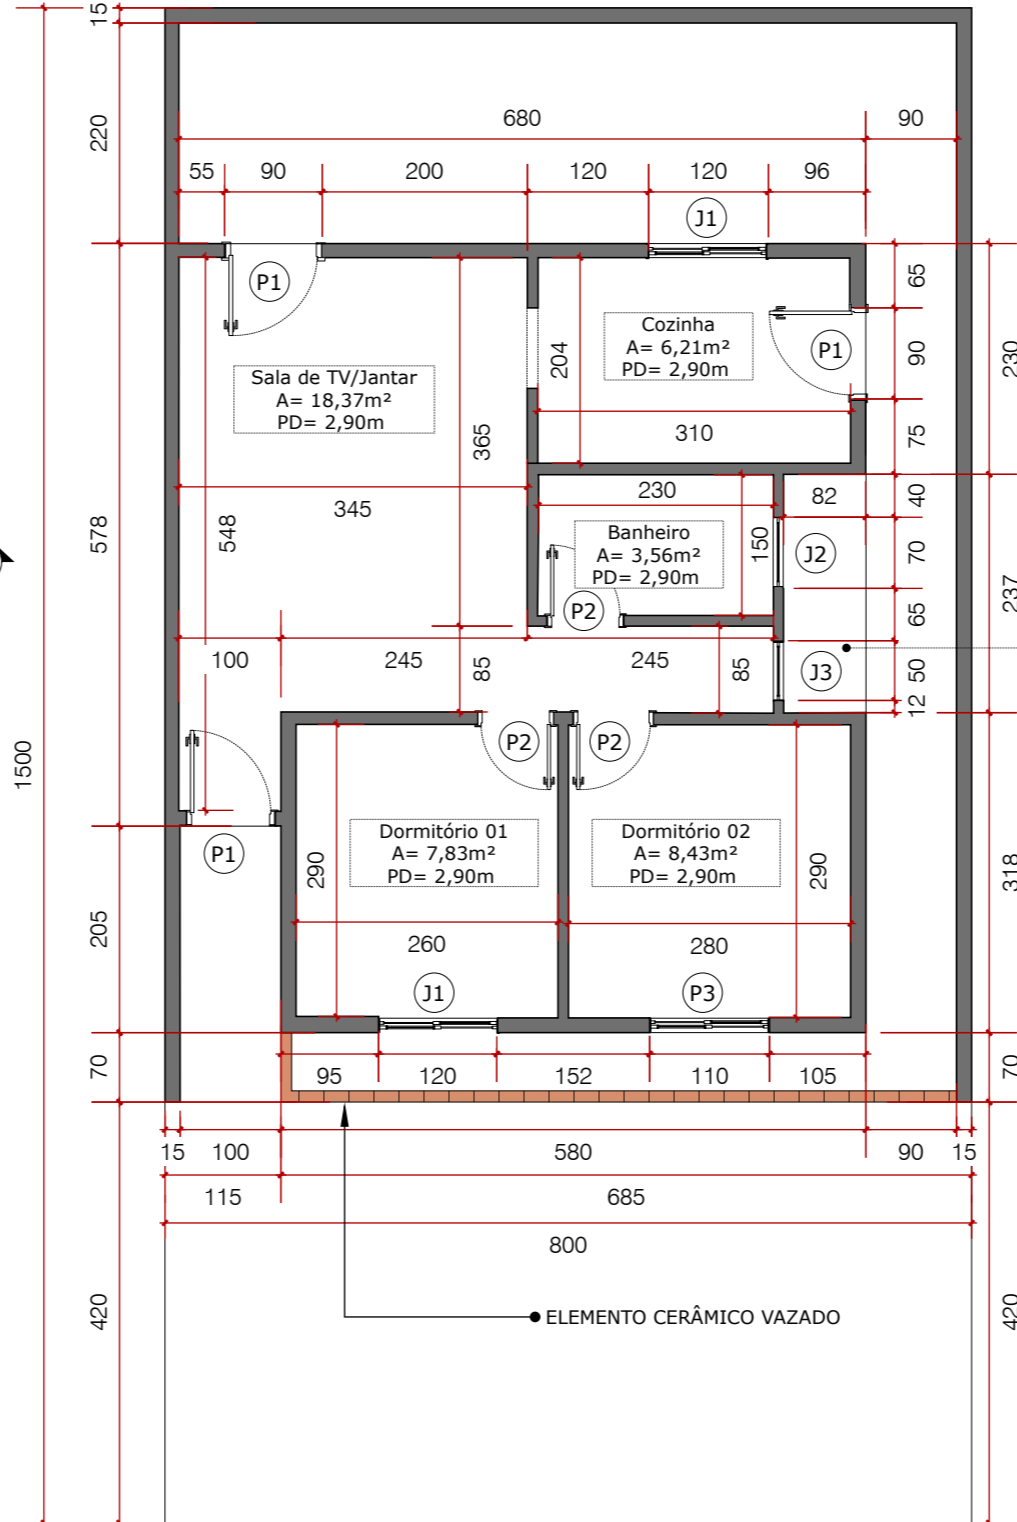 15
220
680
90
55
90
200
120
120
96
J1
P1
65
Sala de TV/Jantar
A= 18,37m²
PD= 2,90m
Cozinha
A= 6,21m²
PD= 2,90m
204
P1
90
230
365
310
75
345
578
548
230
82
40
Banheiro
A= 3,56m²
PD= 2,90m
150
J2
70
P2
237
65
100
245
85
245
85
J3
50
12
1500
P2
P2
P1
Dormitório 01
A= 7,83m²
PD= 2,90m
Dormitório 02
A= 8,43m²
PD= 2,90m
290
290
318
205
260
280
J1
P3
70
95
120
152
110
105
70
15
100
580
90
15
115
685
800
420
ELEMENTO CERÂMICO VAZADO
420